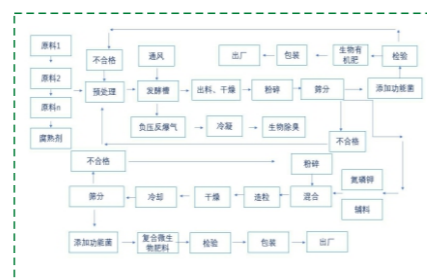 原料1
原料2
原料n
腐熟剂
不合格
预处理
通风
发酵槽
出料、干燥
粉碎
筛分
添加功能菌
检验
生物有
机肥
包装
出厂
负压反爆气
冷凝
生物除臭
不合格
不合格
粉碎
氮磷钾
辅料
混合
造粒
干燥
冷却
筛分
添加功能菌
复合微生
物肥料
检验
包装
出厂